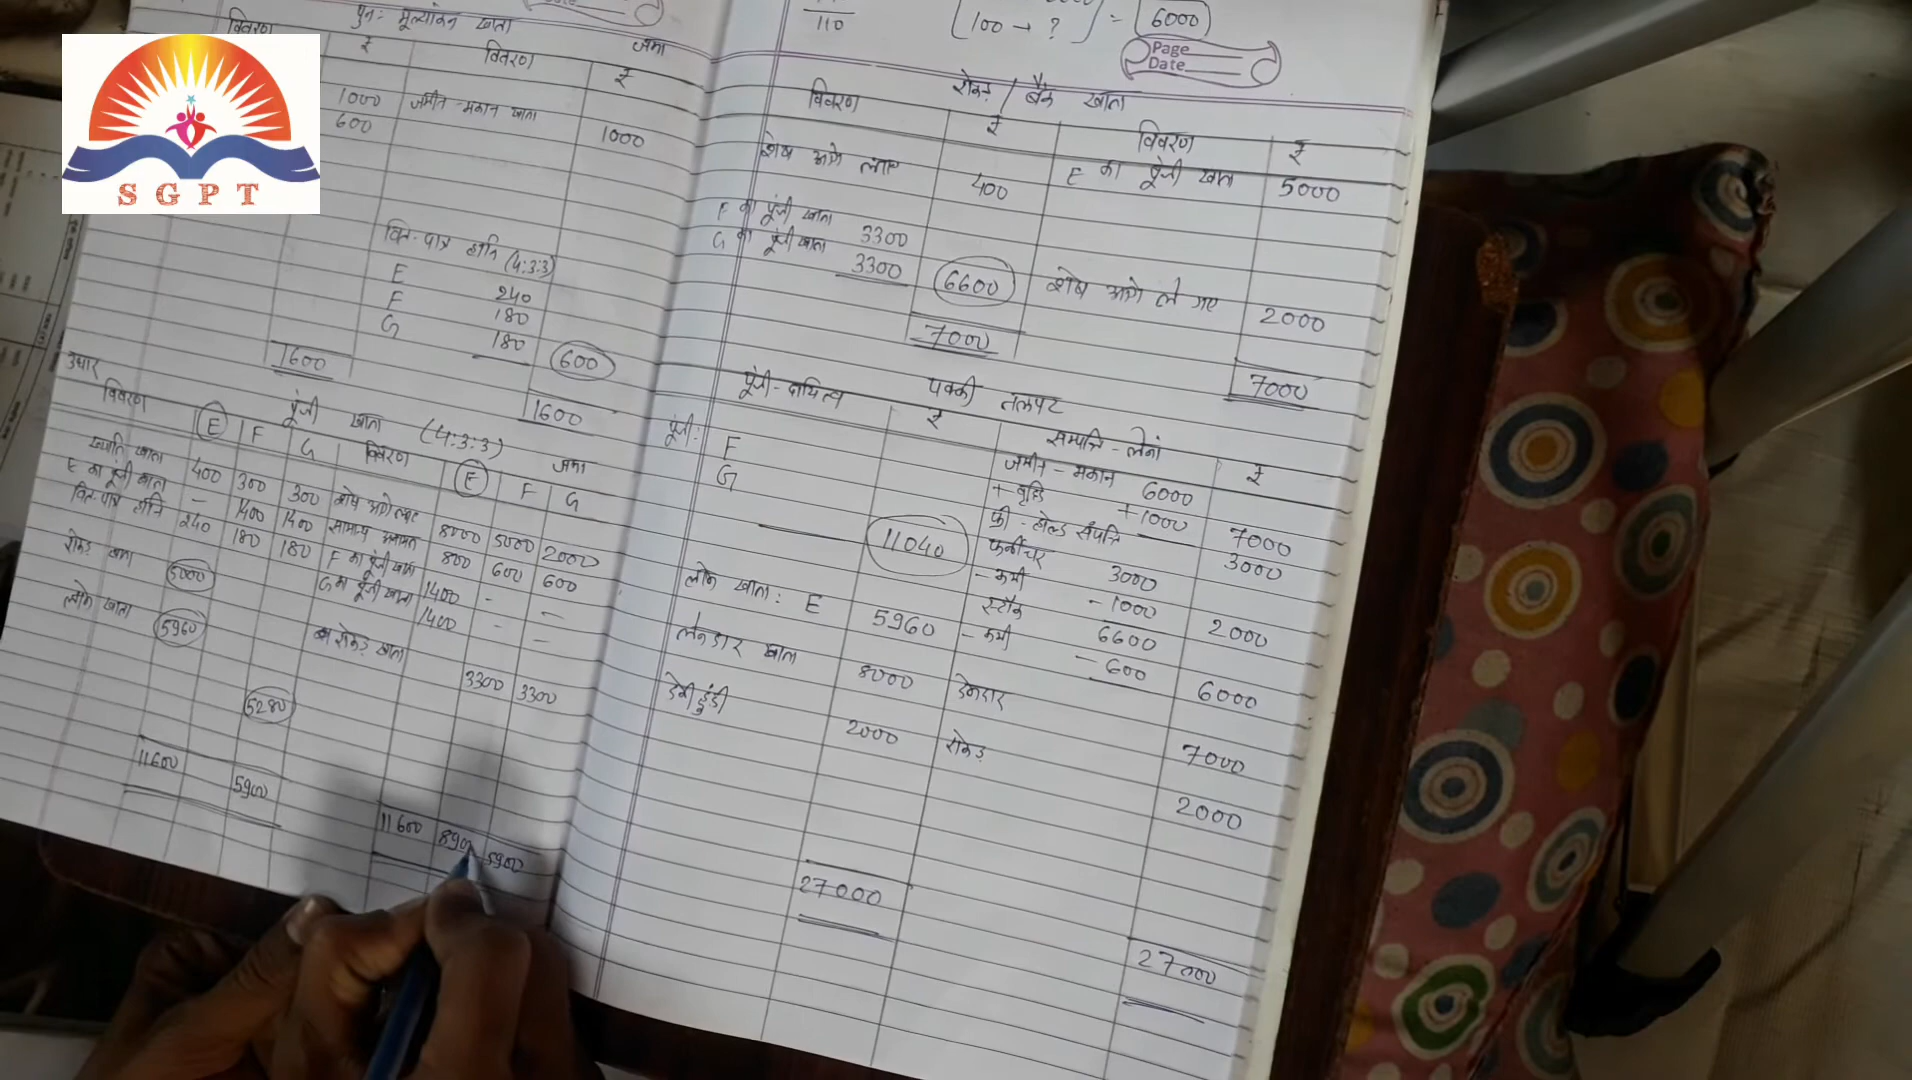 SGPT
पुनः मूल्यांकन खाता
विवरण ₹ विवरण जमा ₹
1000 जमीन-मकान खाता 1000
600
वित-पात्र हानि (4:3:3)
E 240
F 180
G 180 600
1600 1600
उधार पूंजी खाता (4:3:3) जमा
विवरण E F G विवरण E F G
ख्याति खाता 400 300 300 शेष आगे लाए 8000 5000 2000
E का पूंजी खाता - 1400 1400 सामान्य अनामत 800 600 600
वित-पात्र हानि 240 180 180 F का पूंजी खाता 1400 - -
रोकड़ खाता 5000 G का पूंजी खाता 1400 - -
लोन खाता 5960 रोकड़ खाता 3300 3300
5280
11600 5900 11600 890 5900
110 [100 → ?] = 6000
Page
Date
रोकड़ / बैंक खाता
विवरण ₹ विवरण ₹
शेष आगे लाए 400 E का पूंजी खाता 5000
F का पूंजी खाता 3300
G का पूंजी खाता 3300 6600 शेष आगे ले गए 2000
7000 7000
पक्की तलपट
पूंजी-दायित्व ₹ सम्पत्ति-लेनां ₹
पूंजी: जमीन-मकान 6000
F + वृद्धि +1000 7000
G फ्री-होल्ड संपत्ति 3000
11040 फर्नीचर 3000
- कमी -1000 2000
लोन खाता: E 5960 स्टॉक 6600
- कमी -600 6000
लेनदार खाता 8000 देनदार 7000
देवी हुंडी 2000 रोकड़ 2000
27000 27000